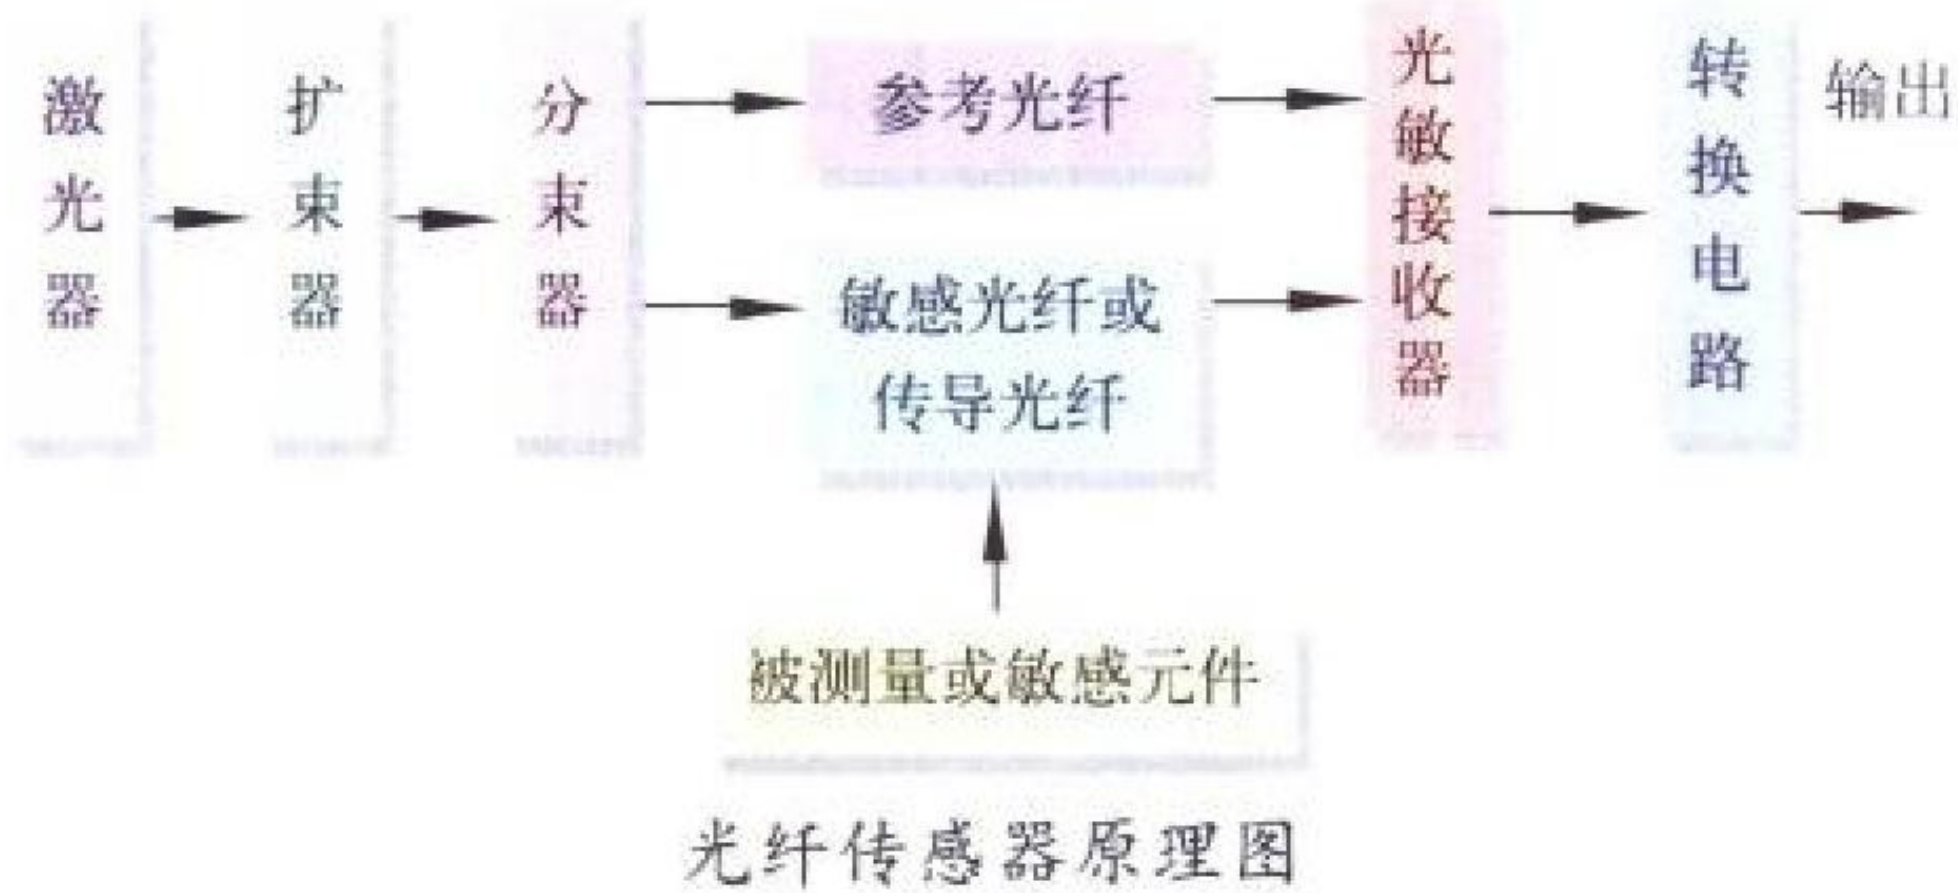 激光器
扩束器
分束器
参考光纤
敏感光纤或
传导光纤
光敏接收器
转换电路
输出
被测量或敏感元件
光纤传感器原理图